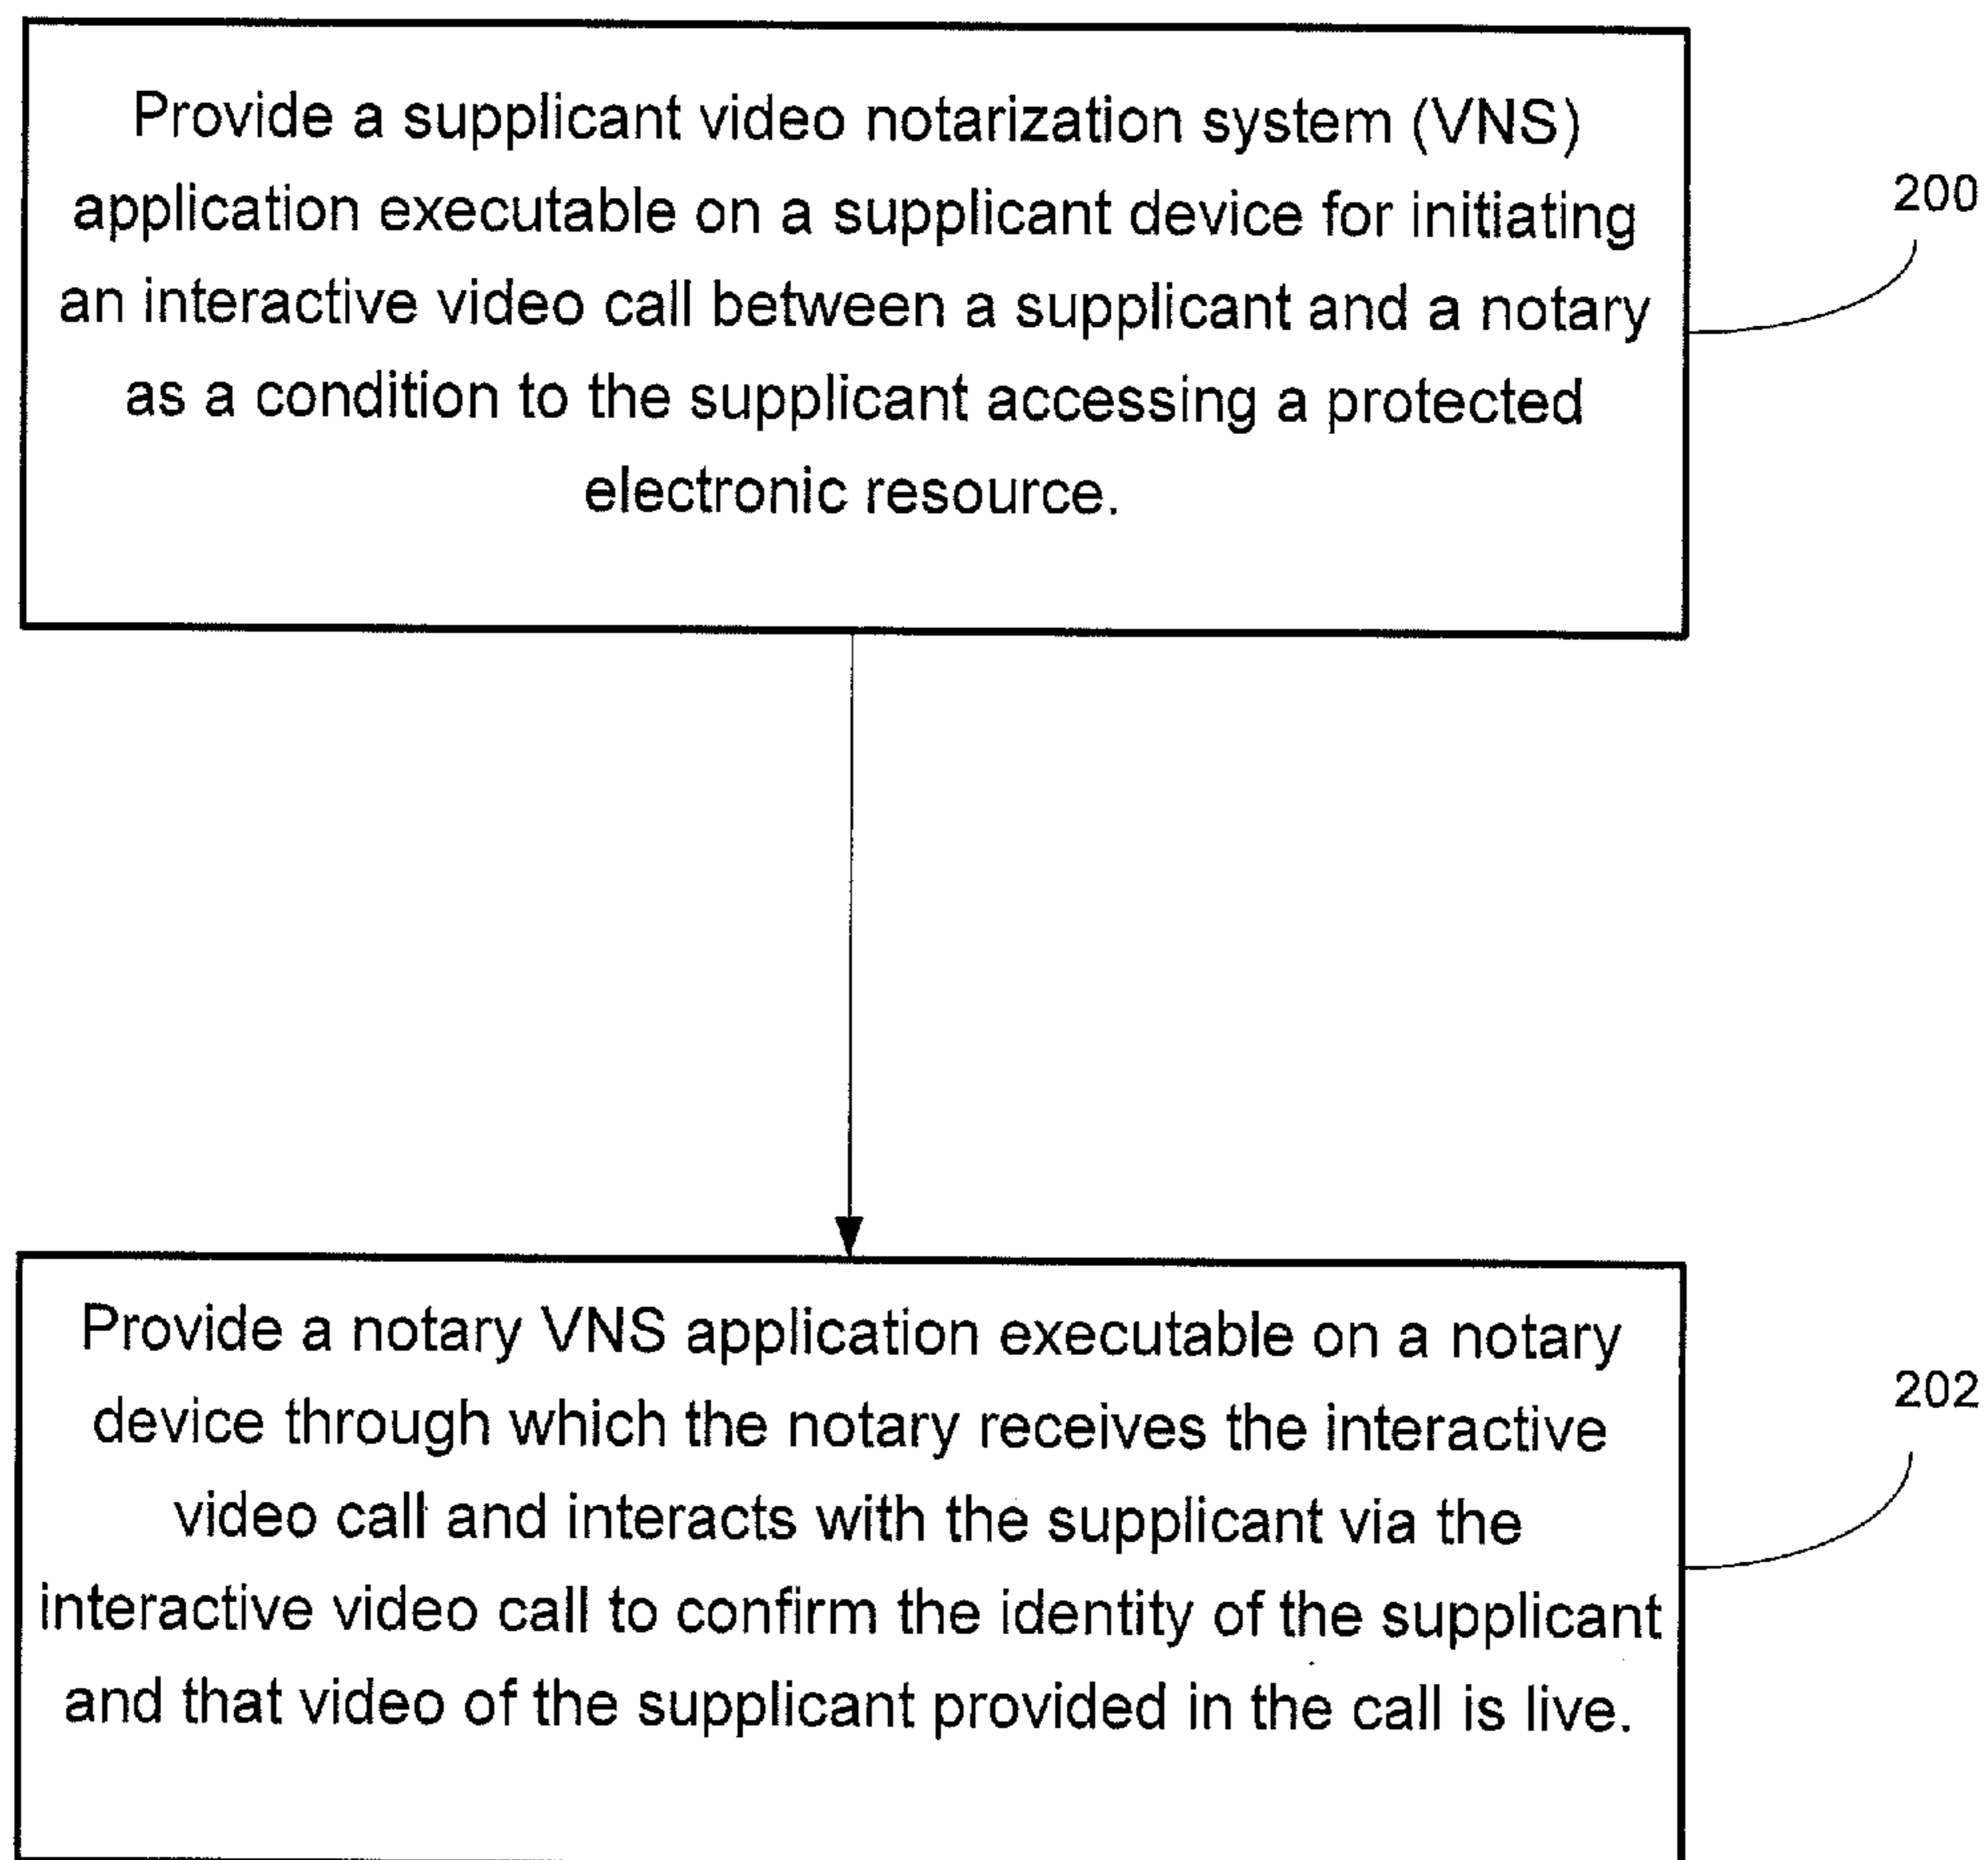 Provide a supplicant video notarization system (VNS)
application executable on a supplicant device for initiating
an interactive video call between a supplicant and a notary
as a condition to the supplicant accessing a protected
electronic resource.
200
Provide a notary VNS application executable on a notary
device through which the notary receives the interactive
video call and interacts with the supplicant via the
interactive video call to confirm the identity of the supplicant
and that video of the supplicant provided in the call is live.
202